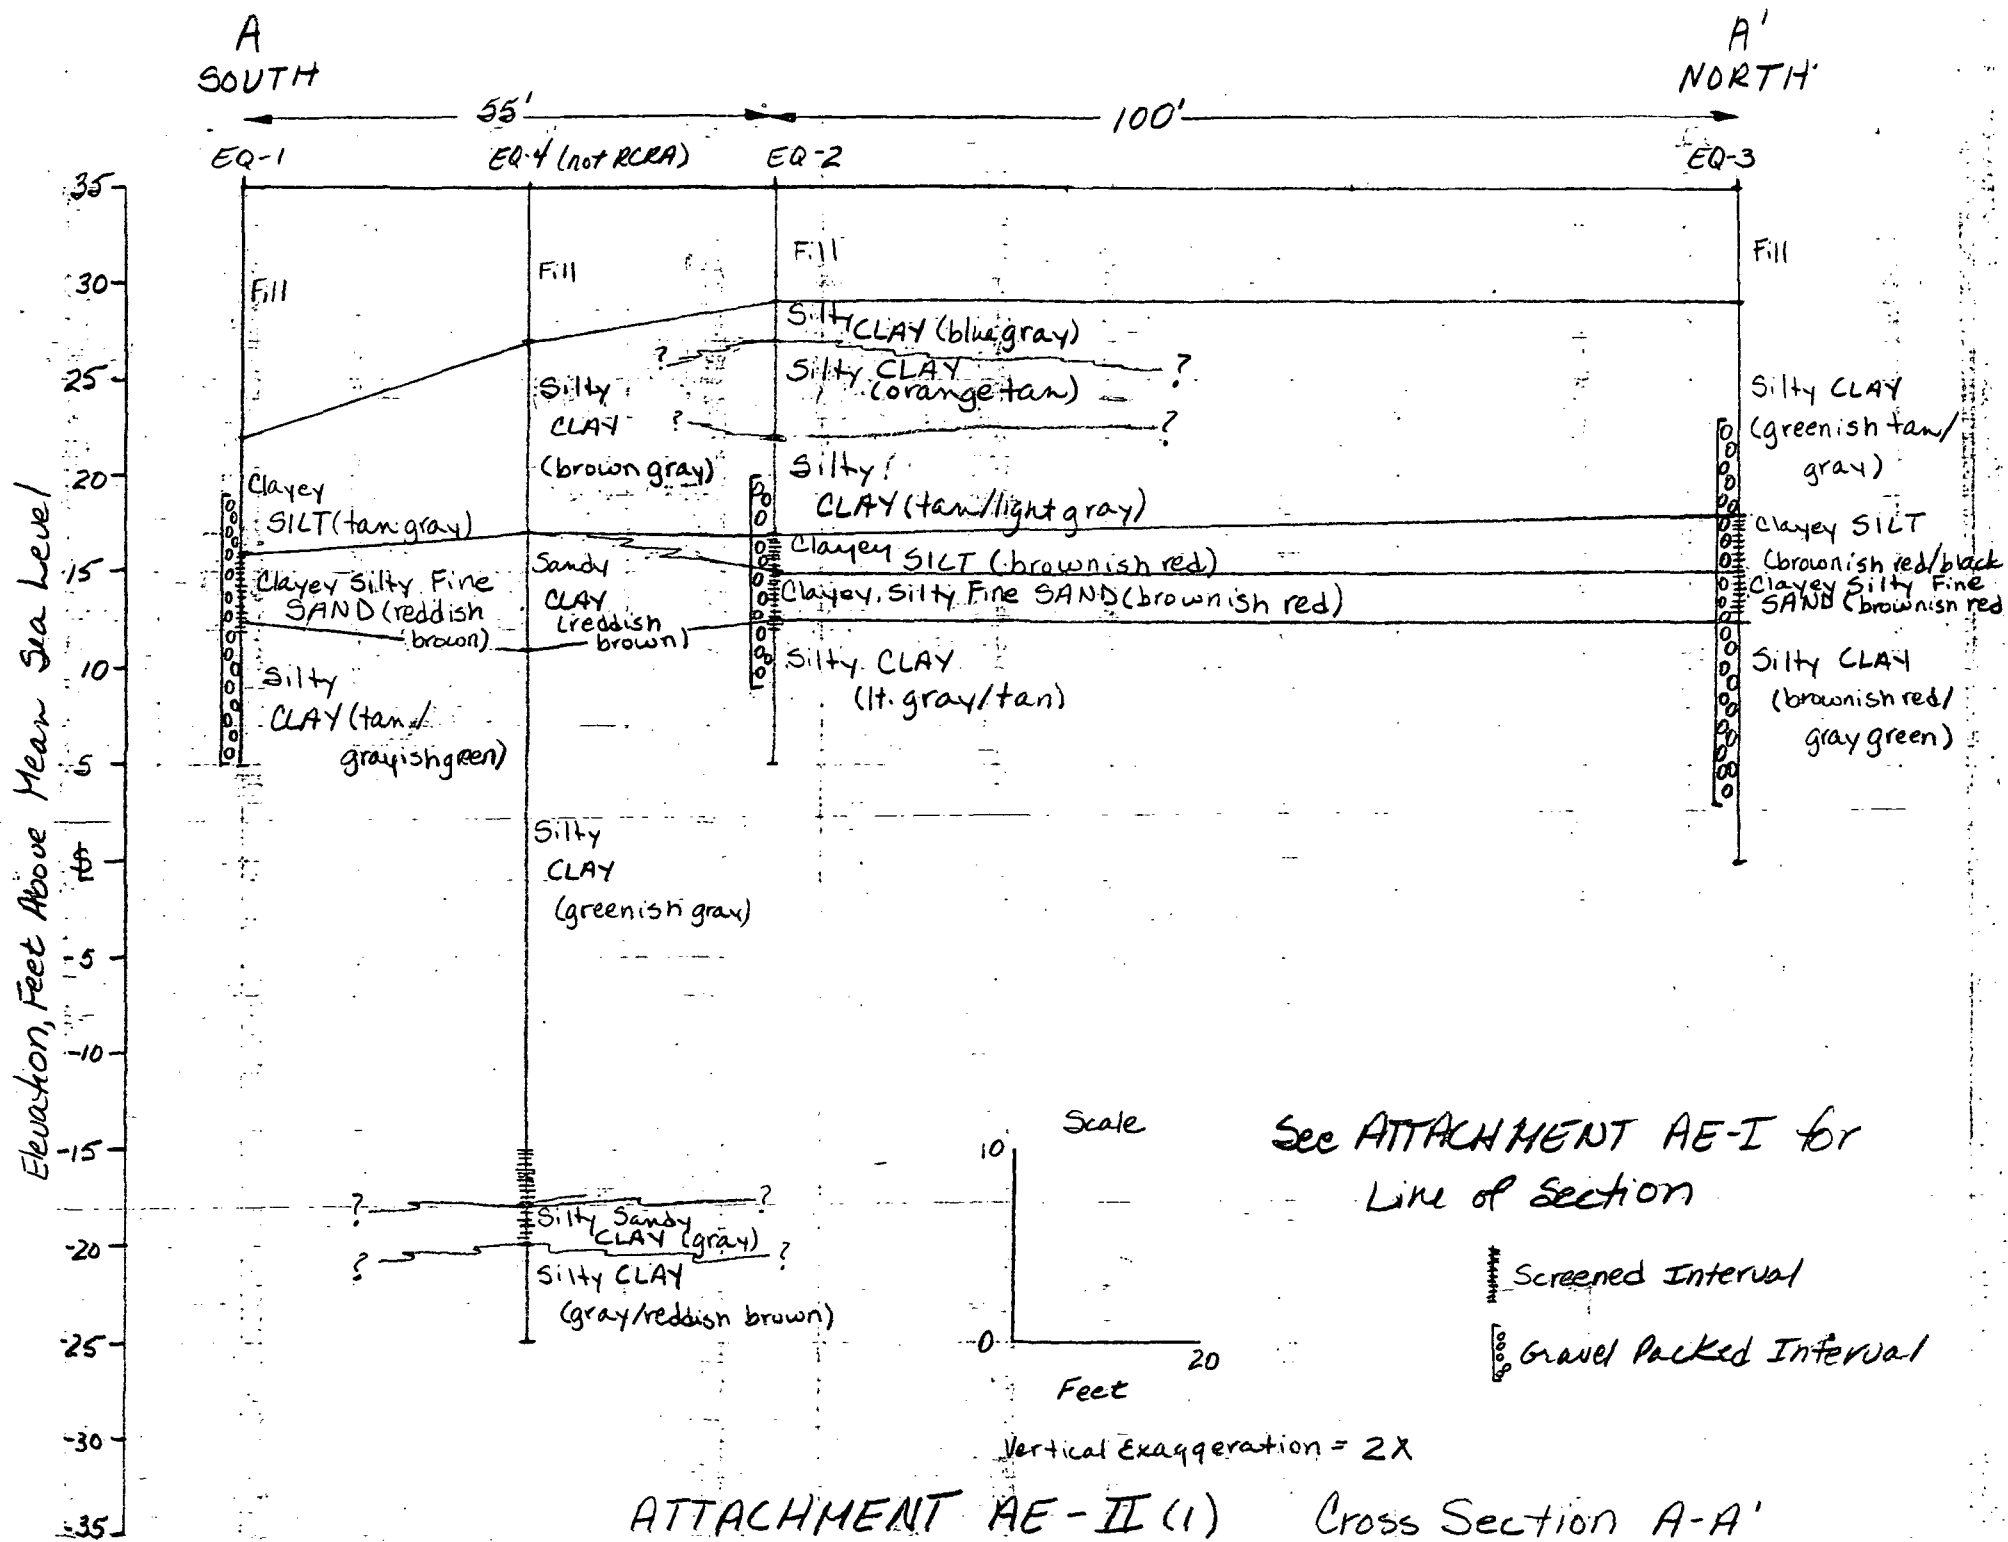 A
SOUTH
A'
NORTH
55'
100'
EQ-1
EQ-4 (not RCRA)
EQ-2
EQ-3
Elevation, Feet Above Mean Sea Level
35
30
25
20
15
10
5
0
-5
-10
-15
-20
-25
-30
-35
Fill
Clayey
SILT (tan gray)
Clayey Silty Fine
SAND (reddish
brown)
Silty
CLAY (tan/
grayish green)
Fill
Silty
CLAY
(brown gray)
Sandy
CLAY
(reddish
brown)
Silty
CLAY
(greenish gray)
?
?
Silty Sandy
CLAY (gray)
?
?
Silty CLAY
(gray/reddish brown)
Fill
Silty CLAY (blue gray)
?
?
Silty CLAY
(orange tan)
?
?
Silty
CLAY (tan/light gray)
Clayey SILT (brownish red)
Clayey Silty Fine SAND (brownish red)
Silty CLAY
(lt. gray/tan)
Fill
Silty CLAY
(greenish tan/
gray)
Clayey SILT
(brownish red/black
Clayey Silty Fine
SAND (brownish red
Silty CLAY
(brownish red/
gray green)
Scale
10
0
20
Feet
Vertical Exaggeration = 2X
See ATTACHMENT AE-I for
Line of Section
Screened Interval
Gravel Packed Interval
ATTACHMENT AE-II (1) Cross Section A-A'